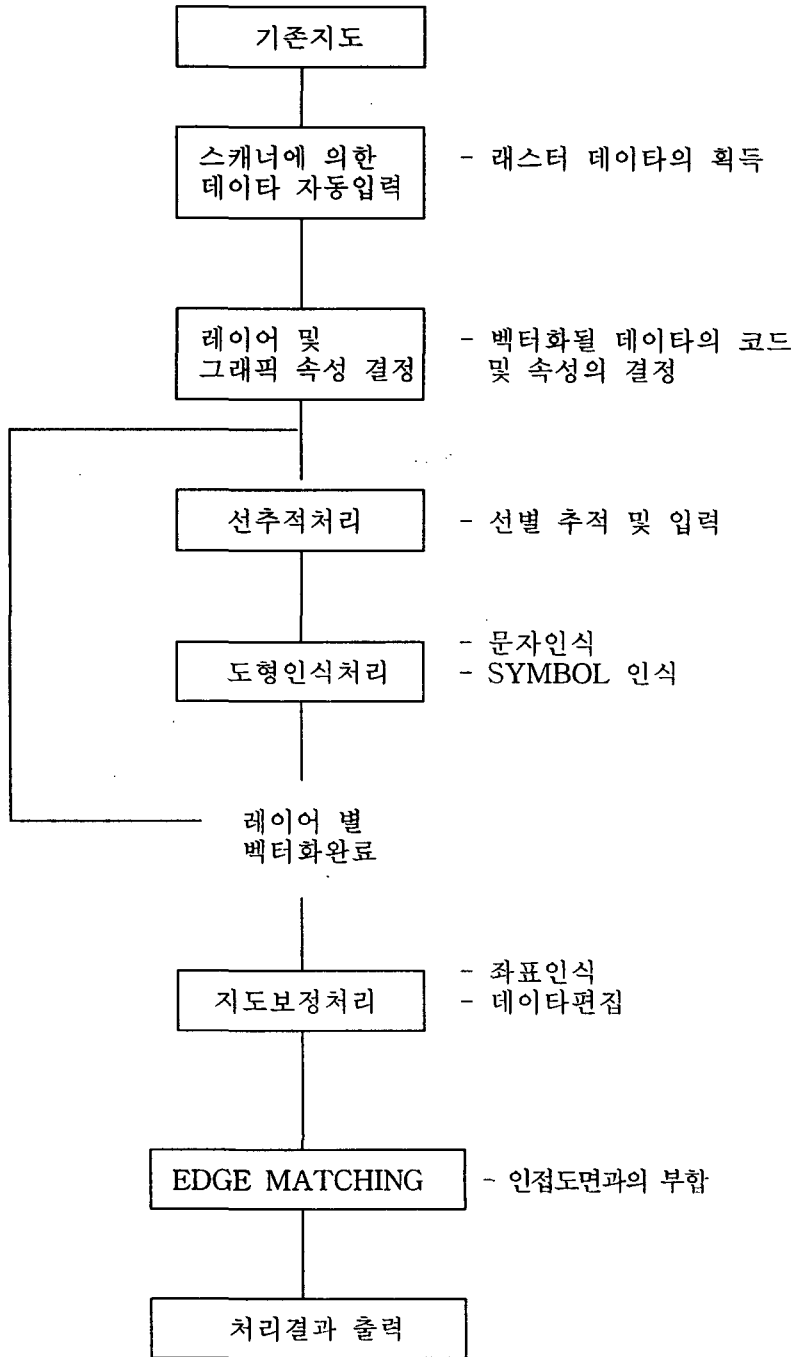 기존지도
스캐너에 의한
데이타 자동입력
- 래스터 데이타의 획득
레이어 및
그래픽 속성 결정
- 벡터화될 데이타의 코드
및 속성의 결정
선추적처리
- 선별 추적 및 입력
도형인식처리
- 문자인식
- SYMBOL 인식
레이어 별
벡터화완료
지도보정처리
- 좌표인식
- 데이타편집
EDGE MATCHING
- 인접도면과의 부합
처리결과 출력